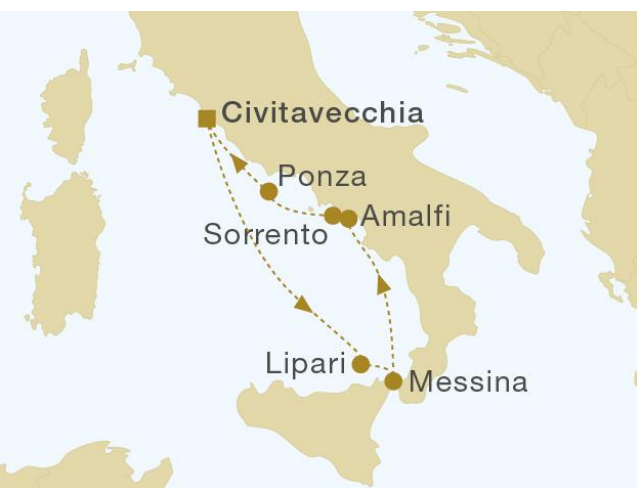 Civitavecchia
Ponza
Amalfi
Sorrento
Lipari
Messina